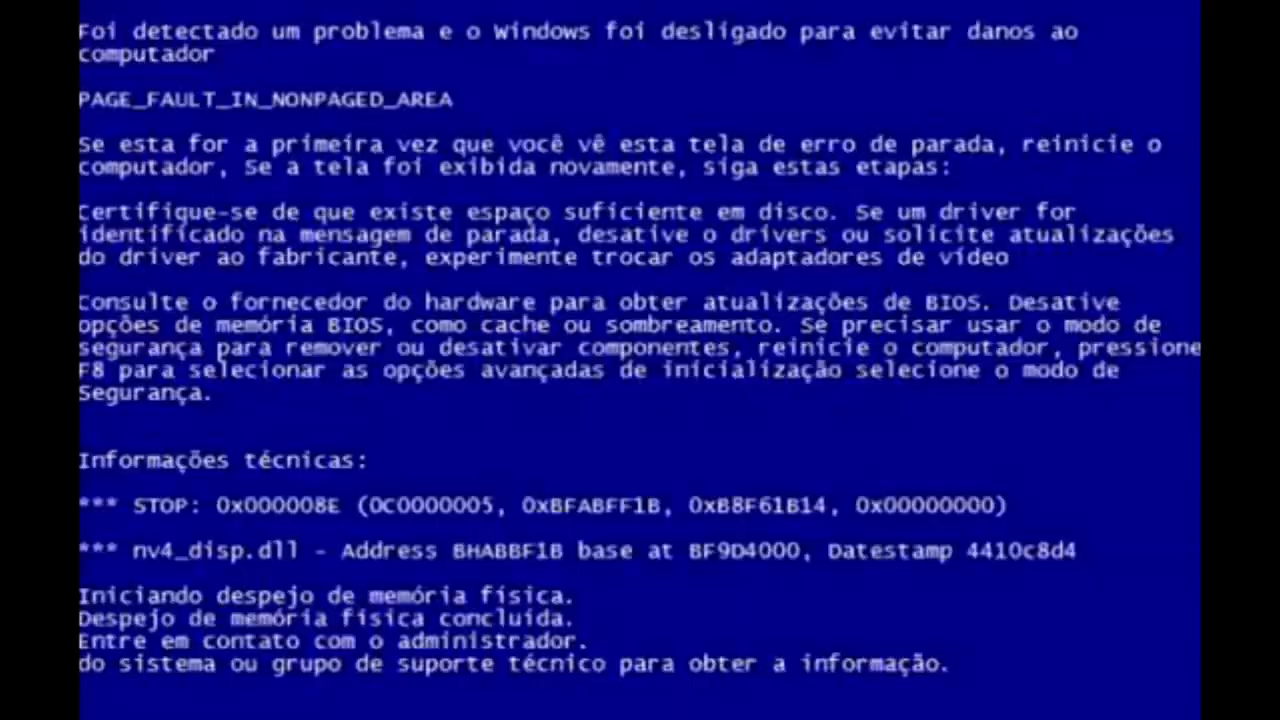 Foi detectado um problema e o Windows foi desligado para evitar danos ao
computador
PAGE_FAULT_IN_NONPAGED_AREA
Se esta for a primeira vez que você vê esta tela de erro de parada, reinicie o
computador, Se a tela foi exibida novamente, siga estas etapas:
Certifique-se de que existe espaço suficiente em disco. Se um driver for
identificado na mensagem de parada, desative o drivers ou solicite atualizações
do driver ao fabricante, experimente trocar os adaptadores de vídeo
Consulte o fornecedor do hardware para obter atualizações de BIOS. Desative
opções de memória BIOS, como cache ou sombreamento. Se precisar usar o modo de
segurança para remover ou desativar componentes, reinicie o computador, pressione
F8 para selecionar as opções avançadas de inicialização selecione o modo de
Segurança.
Informações técnicas:
*** STOP: 0x000008E (0C0000005, 0xBFABFF1B, 0xB8F61B14, 0x00000000)
*** nv4_disp.dll - Address BHABBF1B base at BF9D4000, Datestamp 4410c8d4
Iniciando despejo de memória física.
Despejo de memória física concluída.
Entre em contato com o administrador.
do sistema ou grupo de suporte técnico para obter a informação.